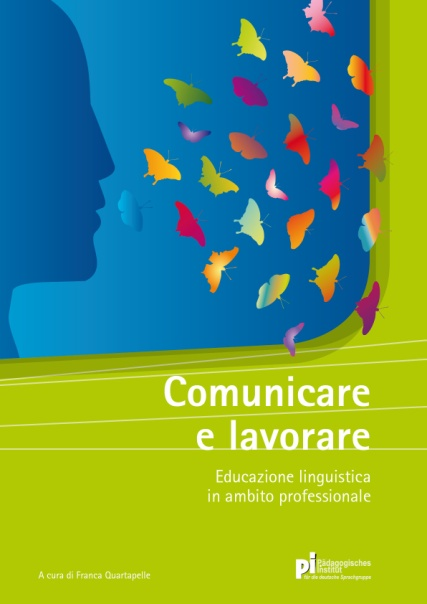 Comunicare
e lavorare
Educazione linguistica
in ambito professionale
A cura di Franca Quartapelle
pi Pädagogisches
Institut
für die deutsche Sprachgruppe